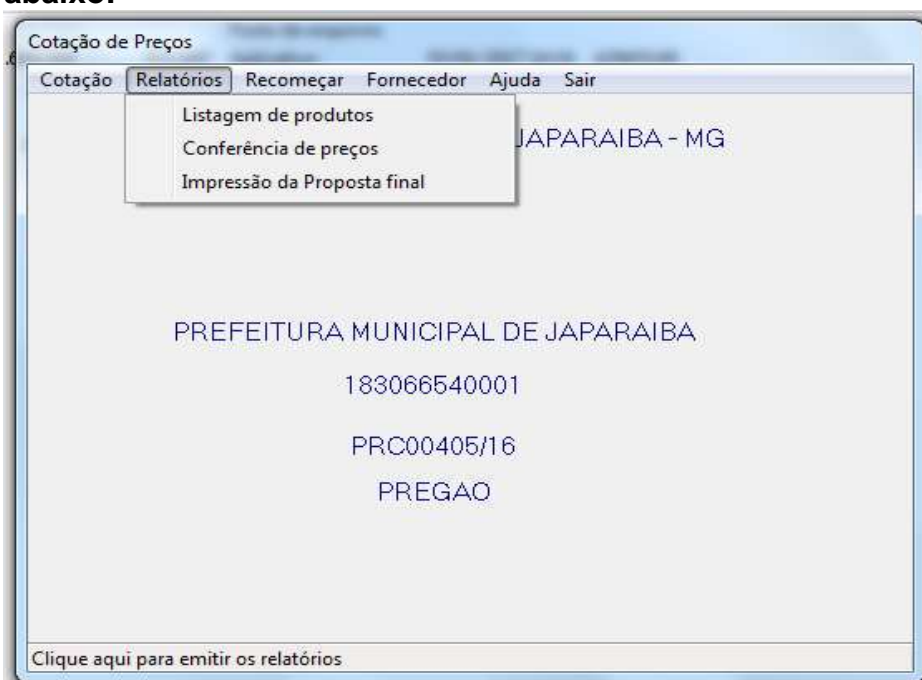 abaixo:
Cotação de Preços
Cotação Relatórios Recomeçar Fornecedor Ajuda Sair
Listagem de produtos
Conferência de preços
Impressão da Proposta final
JAPARAIBA - MG
PREFEITURA MUNICIPAL DE JAPARAIBA
183066540001
PRC00405/16
PREGAO
Clique aqui para emitir os relatórios